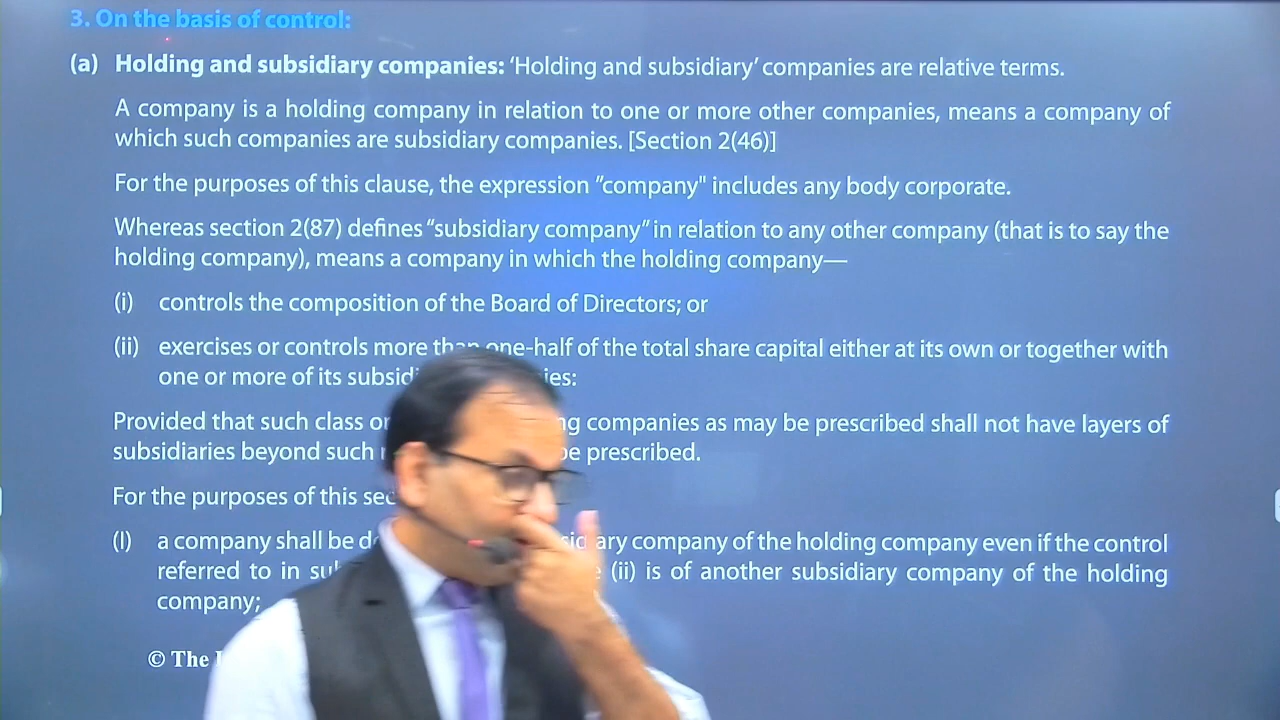 3. On the basis of control:
(a) Holding and subsidiary companies: ‘Holding and subsidiary’ companies are relative terms.
A company is a holding company in relation to one or more other companies, means a company of
which such companies are subsidiary companies. [Section 2(46)]
For the purposes of this clause, the expression "company" includes any body corporate.
Whereas section 2(87) defines “subsidiary company” in relation to any other company (that is to say the
holding company), means a company in which the holding company—
(i) controls the composition of the Board of Directors; or
(ii) exercises or controls more than one-half of the total share capital either at its own or together with
one or more of its
Provided that such class companies as may be prescribed shall not have layers of
subsidiaries beyond such be prescribed.
For the purposes of this
(I) a company shall be company of the holding company even if the control
referred to in (ii) is of another subsidiary company of the holding
company;
© The